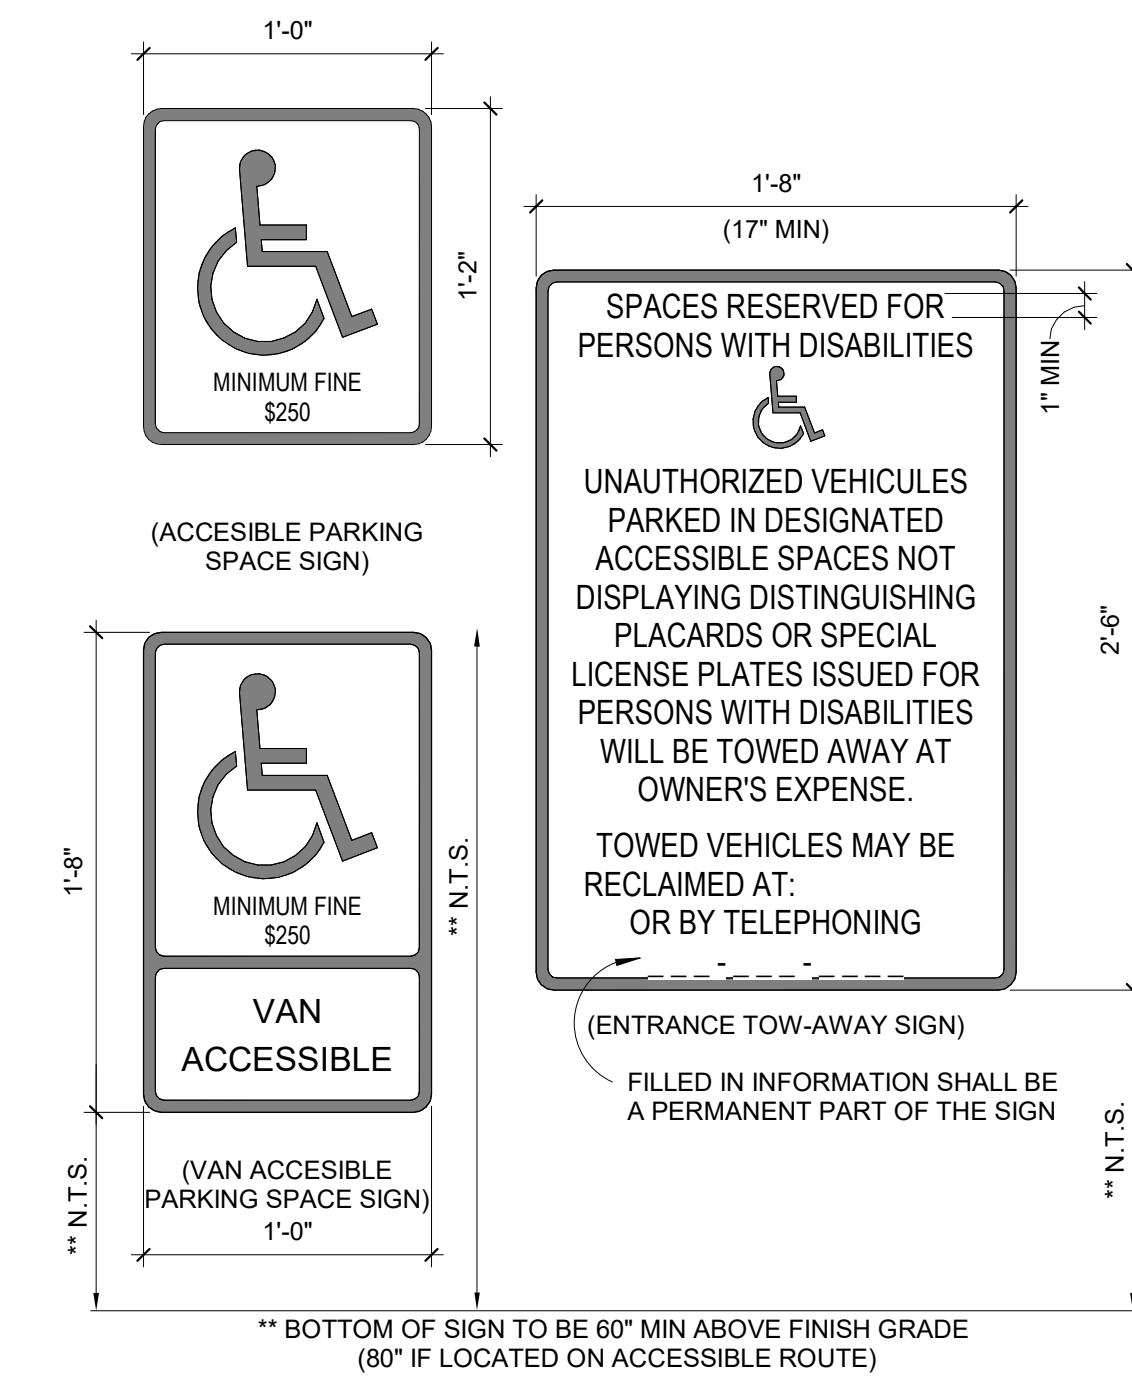 1'-0"
1'-2"
MINIMUM FINE
$250
(ACCESIBLE PARKING
SPACE SIGN)
1'-8"
(17" MIN)
1" MIN
2'-6"
SPACES RESERVED FOR
PERSONS WITH DISABILITIES
UNAUTHORIZED VEHICULES
PARKED IN DESIGNATED
ACCESSIBLE SPACES NOT
DISPLAYING DISTINGUISHING
PLACARDS OR SPECIAL
LICENSE PLATES ISSUED FOR
PERSONS WITH DISABILITIES
WILL BE TOWED AWAY AT
OWNER'S EXPENSE.
TOWED VEHICLES MAY BE
RECLAIMED AT:
OR BY TELEPHONING
_ _ _ - _ _ _ - _ _ _ _
(ENTRANCE TOW-AWAY SIGN)
FILLED IN INFORMATION SHALL BE
A PERMANENT PART OF THE SIGN
** N.T.S.
1'-8"
MINIMUM FINE
$250
VAN
ACCESSIBLE
** N.T.S.
** N.T.S.
(VAN ACCESIBLE
PARKING SPACE SIGN)
1'-0"
** BOTTOM OF SIGN TO BE 60" MIN ABOVE FINISH GRADE
(80" IF LOCATED ON ACCESSIBLE ROUTE)